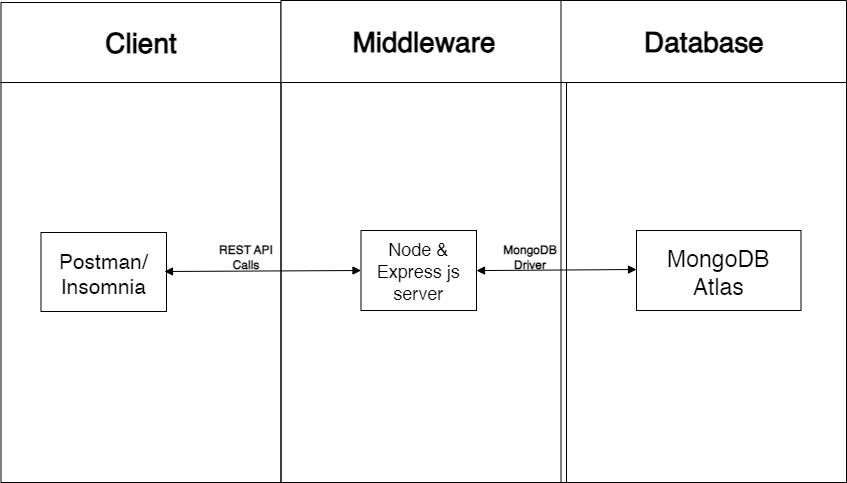 Client
Middleware
Database
Postman/
Insomnia
REST API
Calls
Node &
Express js
server
MongoDB
Driver
MongoDB
Atlas